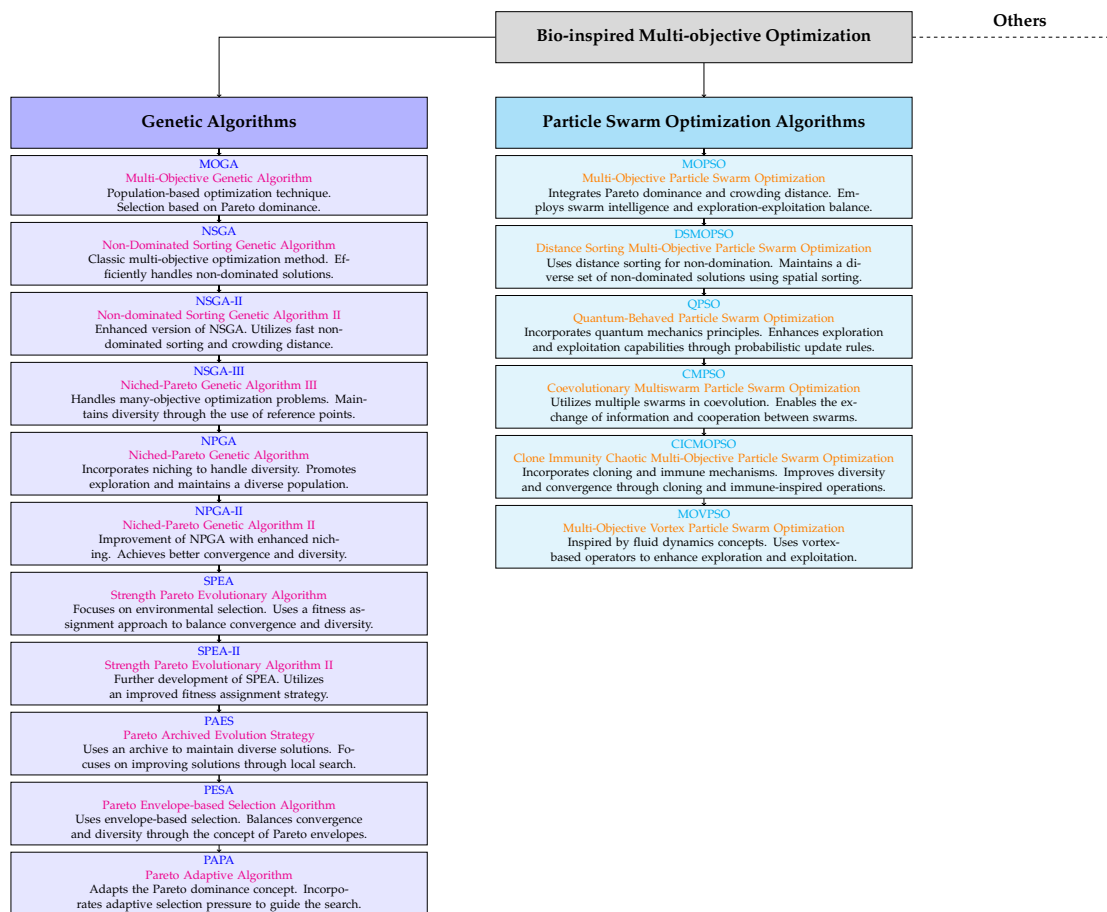 Bio-inspired Multi-objective Optimization
Others
Genetic Algorithms
MOGA
Multi-Objective Genetic Algorithm
Population-based optimization technique.
Selection based on Pareto dominance.
NSGA
Non-Dominated Sorting Genetic Algorithm
Classic multi-objective optimization method. Ef-
ficiently handles non-dominated solutions.
NSGA-II
Non-dominated Sorting Genetic Algorithm II
Enhanced version of NSGA. Utilizes fast non-
dominated sorting and crowding distance.
NSGA-III
Niched-Pareto Genetic Algorithm III
Handles many-objective optimization problems. Main-
tains diversity through the use of reference points.
NPGA
Niched-Pareto Genetic Algorithm
Incorporates niching to handle diversity. Promotes
exploration and maintains a diverse population.
NPGA-II
Niched-Pareto Genetic Algorithm II
Improvement of NPGA with enhanced nich-
ing. Achieves better convergence and diversity.
SPEA
Strength Pareto Evolutionary Algorithm
Focuses on environmental selection. Uses a fitness as-
signment approach to balance convergence and diversity.
SPEA-II
Strength Pareto Evolutionary Algorithm II
Further development of SPEA. Utilizes
an improved fitness assignment strategy.
PAES
Pareto Archived Evolution Strategy
Uses an archive to maintain diverse solutions. Fo-
cuses on improving solutions through local search.
PESA
Pareto Envelope-based Selection Algorithm
Uses envelope-based selection. Balances convergence
and diversity through the concept of Pareto envelopes.
PAPA
Pareto Adaptive Algorithm
Adapts the Pareto dominance concept. Incorpo-
rates adaptive selection pressure to guide the search.
Particle Swarm Optimization Algorithms
MOPSO
Multi-Objective Particle Swarm Optimization
Integrates Pareto dominance and crowding distance. Em-
ploys swarm intelligence and exploration-exploitation balance.
DSMOPSO
Distance Sorting Multi-Objective Particle Swarm Optimization
Uses distance sorting for non-domination. Maintains a di-
verse set of non-dominated solutions using spatial sorting.
QPSO
Quantum-Behaved Particle Swarm Optimization
Incorporates quantum mechanics principles. Enhances exploration
and exploitation capabilities through probabilistic update rules.
CMPSO
Coevolutionary Multiswarm Particle Swarm Optimization
Utilizes multiple swarms in coevolution. Enables the ex-
change of information and cooperation between swarms.
CICMOPSO
Clone Immunity Chaotic Multi-Objective Particle Swarm Optimization
Incorporates cloning and immune mechanisms. Improves diversity
and convergence through cloning and immune-inspired operations.
MOVPSO
Multi-Objective Vortex Particle Swarm Optimization
Inspired by fluid dynamics concepts. Uses vortex-
based operators to enhance exploration and exploitation.